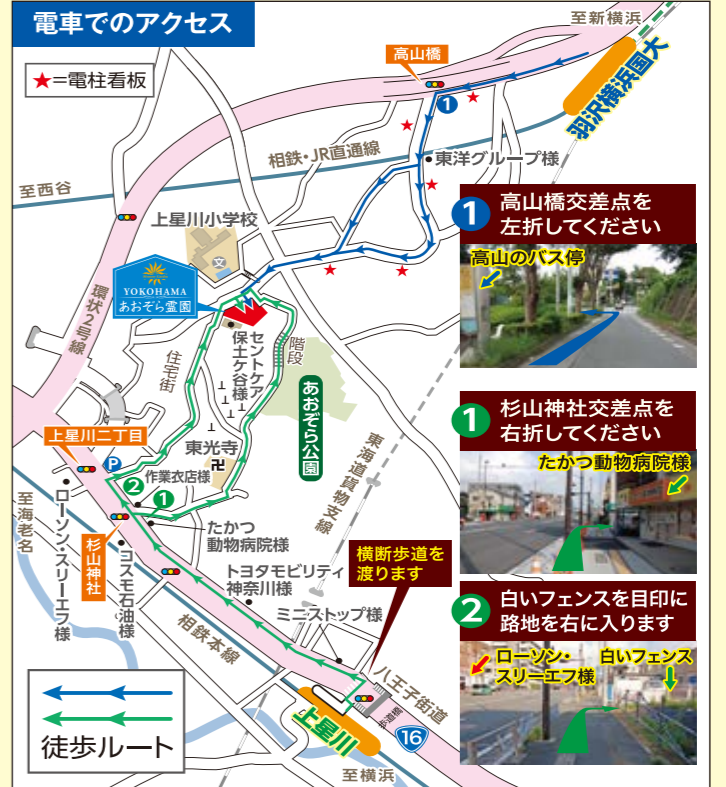 電車でのアクセス
★=電柱看板
至新横浜
高山橋
羽沢横浜国大
1
相鉄・JR直通線
東洋グループ様
至西谷
上星川小学校
文
YOKOHAMA
あおぞら霊園
環状2号線
住宅街
セントケア
保土ヶ谷様
階段
あおぞら公園
東光寺
東海道貨物支線
上星川二丁目
P
2
作業衣店様
1
たかつ
動物病院様
至海老名
ローソン・スリーエフ様
杉山神社
コスモ石油様
トヨタモビリティ
神奈川様
ミニストップ様
横断歩道を
渡ります
相鉄本線
八王子街道
上星川
16
至横浜
徒歩ルート
1 高山橋交差点を
左折してください
高山のバス停
1 杉山神社交差点を
右折してください
たかつ動物病院様
2 白いフェンスを目印に
路地を右に入ります
ローソン・
スリーエフ様
白いフェンス